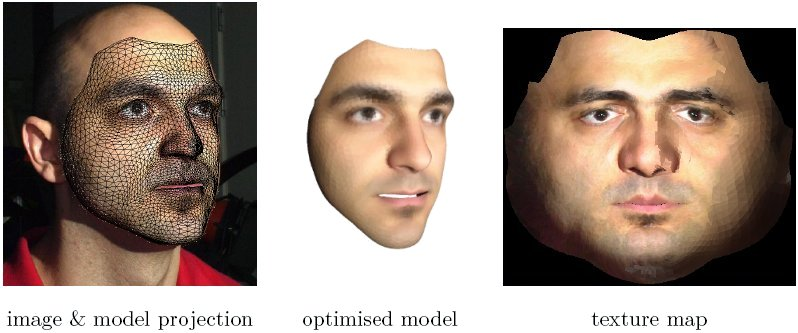 image & model projection
optimised model
texture map